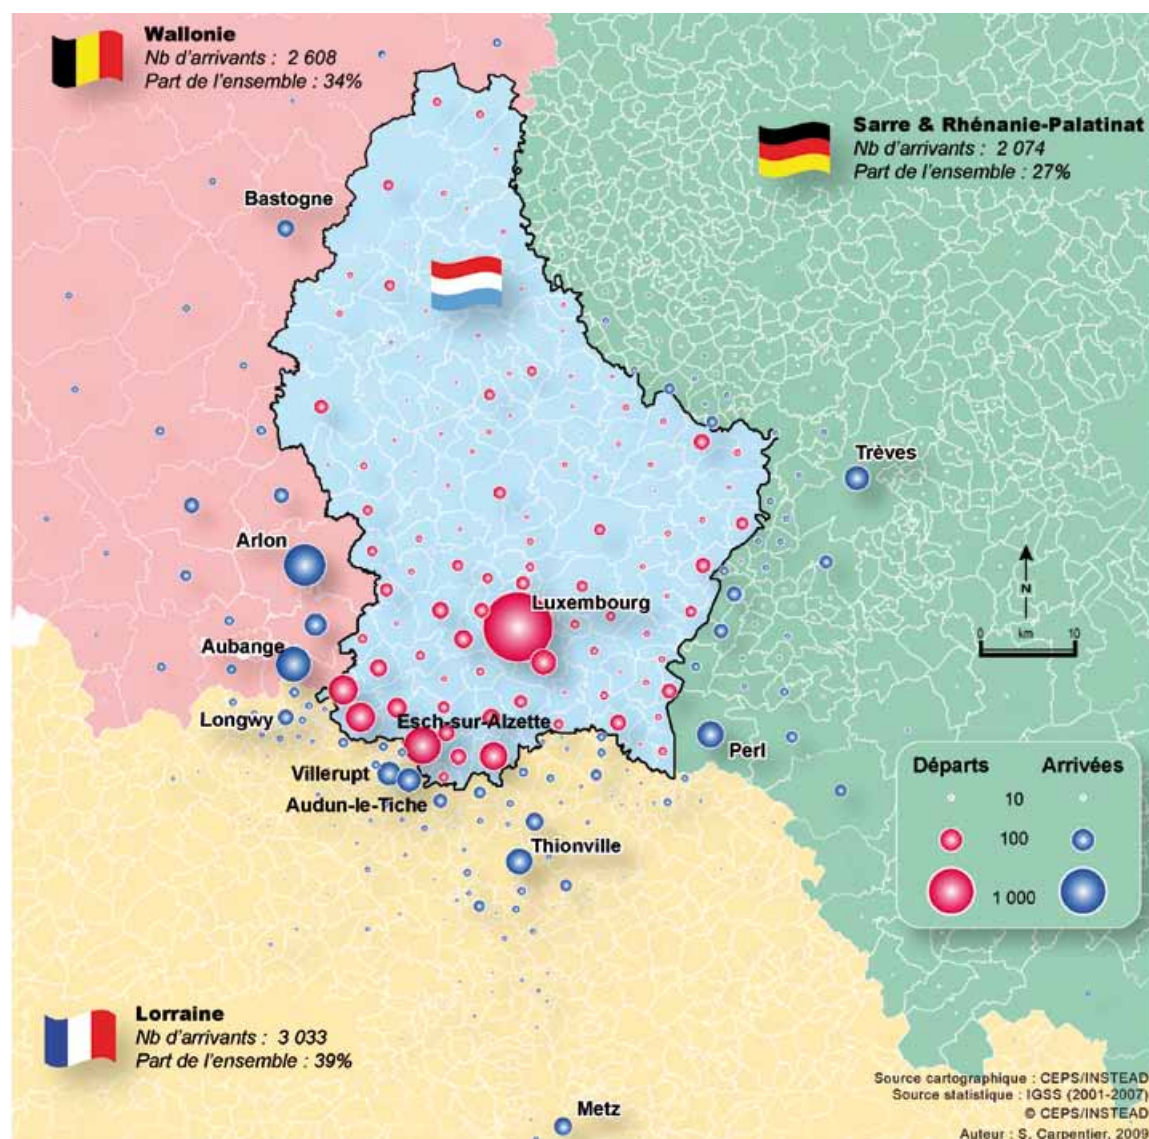 Wallonie
Nb d'arrivants : 2 608
Part de l'ensemble : 34%
Sarre & Rhénanie-Palatinat
Nb d'arrivants : 2 074
Part de l'ensemble : 27%
Bastogne
Trèves
Arlon
Luxembourg
N
0 km 10
Aubange
Longwy
Esch-sur-Alzette
Perl
Villerupt
Audun-le-Tiche
Thionville
Départs Arrivées
10
100
1 000
Lorraine
Nb d'arrivants : 3 033
Part de l'ensemble : 39%
Metz
Source cartographique : CEPS/INSTEAD
Source statistique : IGSS (2001-2007)
© CEPS/INSTEAD
Auteur : S. Carpentier, 2009